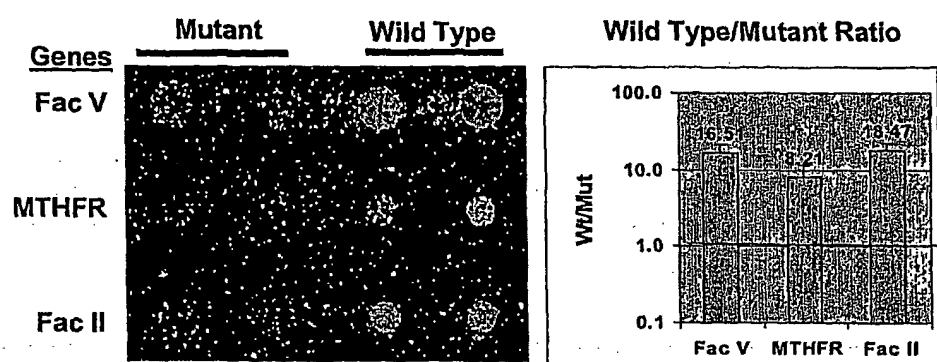 Mutant
Wild Type
Genes
Fac V
MTHFR
Fac II
Wild Type/Mutant Ratio
Wt/Mut
100.0
10.0
1.0
0.1
16.51
8.21
18.47
Fac V MTHFR Fac II